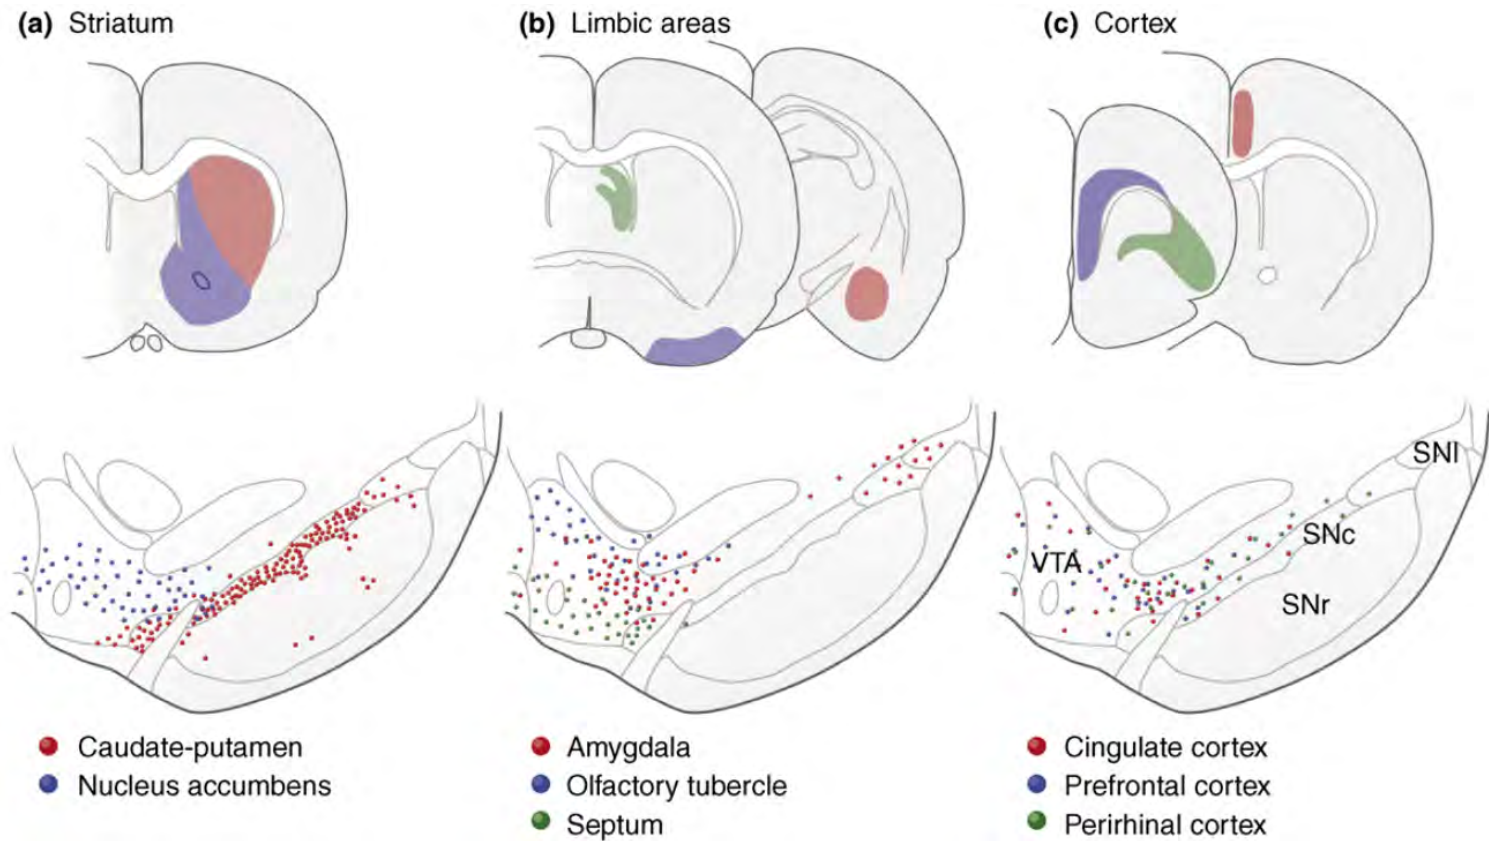 (a) Striatum
(b) Limbic areas
(c) Cortex
SNl
SNc
VTA
SNr
Caudate-putamen
Nucleus accumbens
Amygdala
Olfactory tubercle
Septum
Cingulate cortex
Prefrontal cortex
Perirhinal cortex